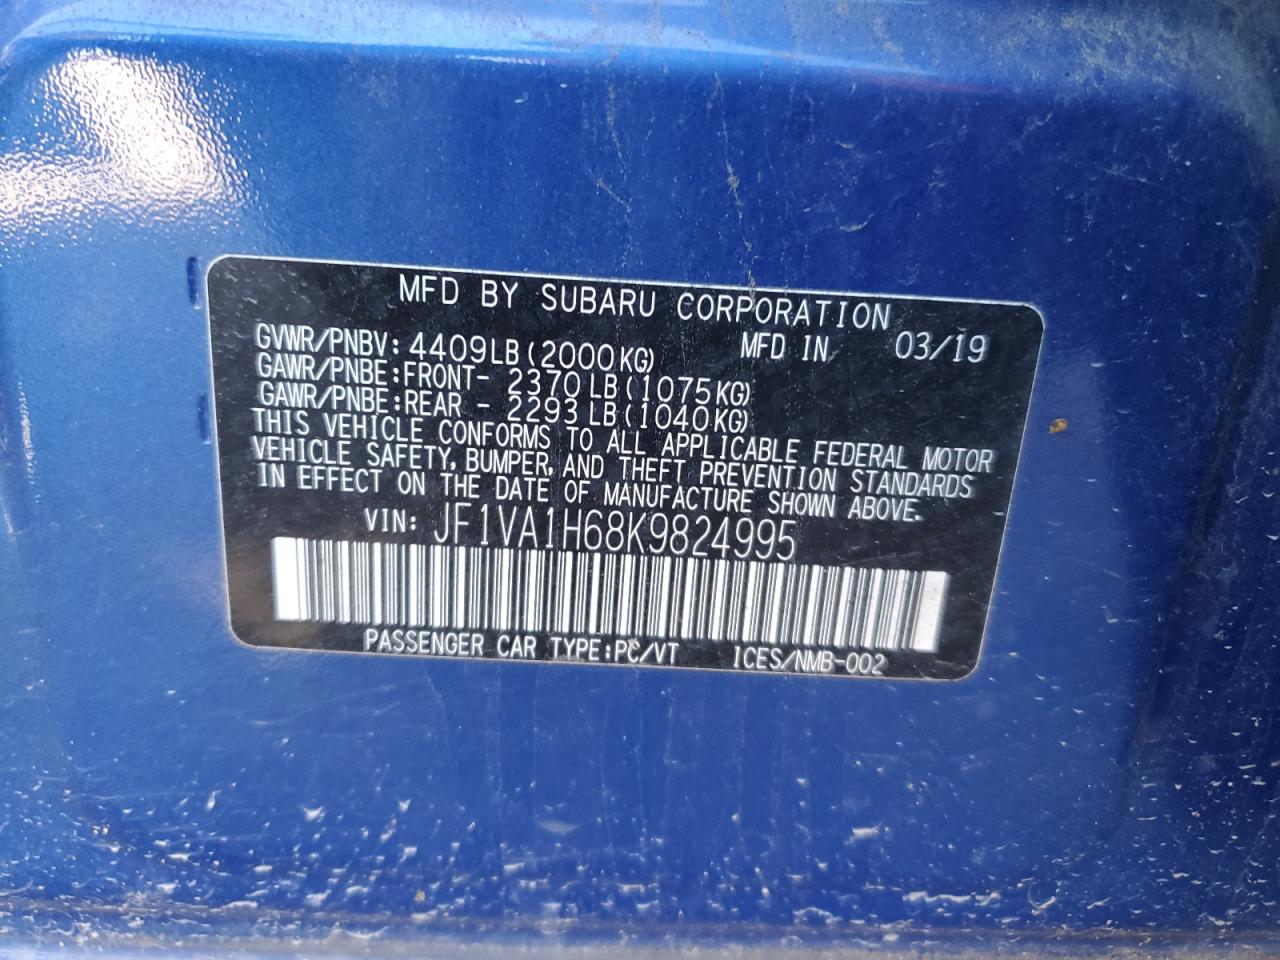 MFD BY SUBARU CORPORATION
GVWR/PNBV: 4409LB(2000KG) MFD IN 03/19
GAWR/PNBE:FRONT- 2370LB(1075KG)
GAWR/PNBE:REAR - 2293LB(1040KG)
THIS VEHICLE CONFORMS TO ALL APPLICABLE FEDERAL MOTOR
VEHICLE SAFETY, BUMPER, AND THEFT PREVENTION STANDARDS
IN EFFECT ON THE DATE OF MANUFACTURE SHOWN ABOVE.
VIN: JF1VA1H68K9824995
PASSENGER CAR TYPE:PC/VT ICES/NMB-002